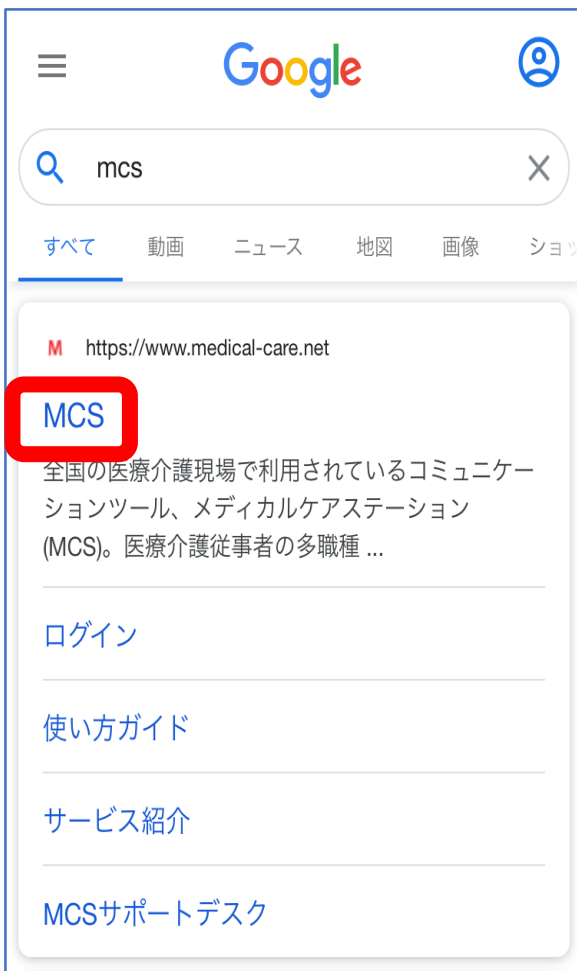 Google
mcs
すべて 動画 ニュース 地図 画像 ショッ
M https://www.medical-care.net
MCS
全国の医療介護現場で利用されているコミュニケー
ションツール、メディカルケアステーション
(MCS)。医療介護従事者の多職種 ...
ログイン
使い方ガイド
サービス紹介
MCSサポートデスク